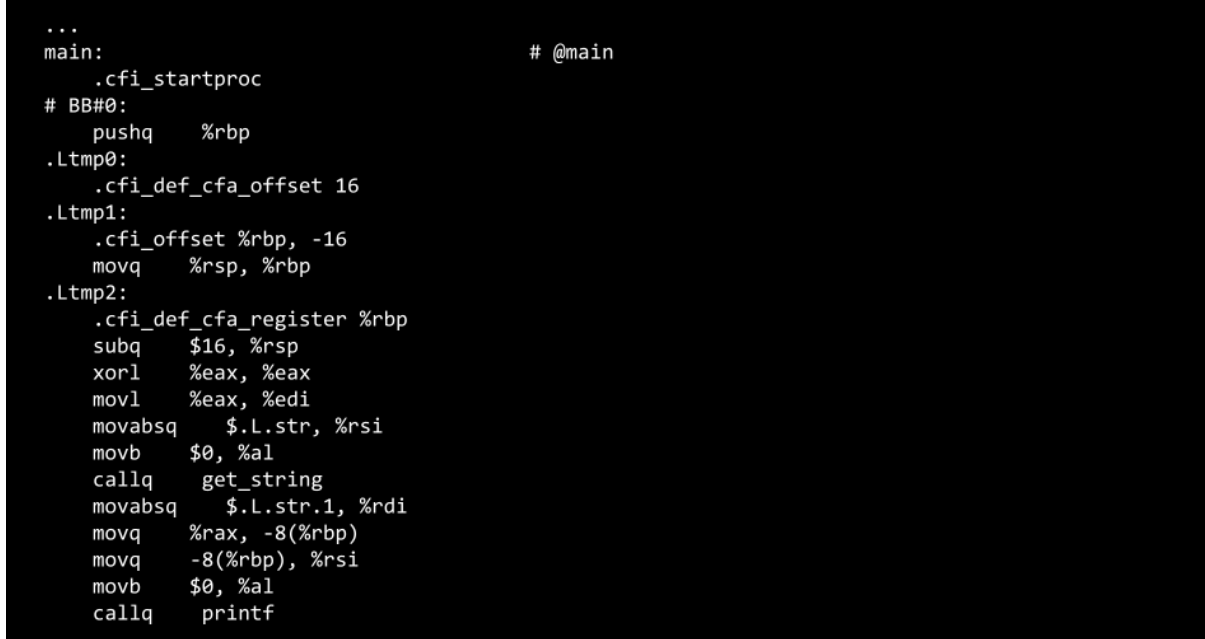 ...
main:                                   # @main
    .cfi_startproc
# BB#0:
    pushq    %rbp
.Ltmp0:
    .cfi_def_cfa_offset 16
.Ltmp1:
    .cfi_offset %rbp, -16
    movq    %rsp, %rbp
.Ltmp2:
    .cfi_def_cfa_register %rbp
    subq    $16, %rsp
    xorl    %eax, %eax
    movl    %eax, %edi
    movabsq    $.L.str, %rsi
    movb    $0, %al
    callq    get_string
    movabsq    $.L.str.1, %rdi
    movq    %rax, -8(%rbp)
    movq    -8(%rbp), %rsi
    movb    $0, %al
    callq    printf